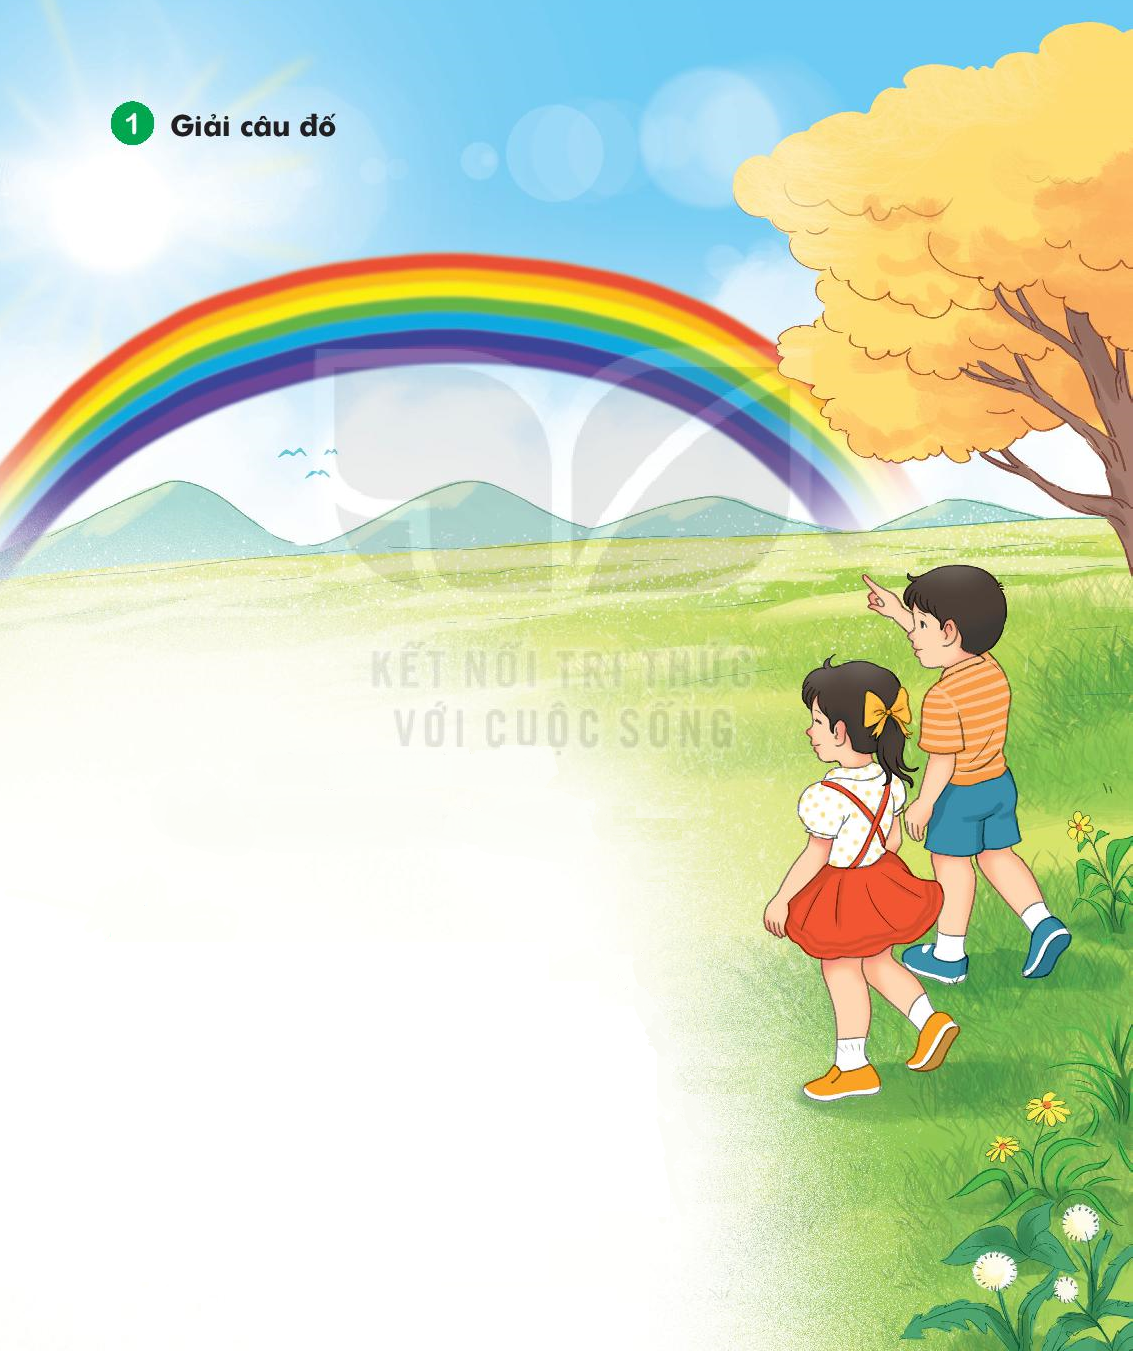 1 Giải câu đố
KẾT NỐI TRI THỨC
VỚI CUỘC SỐNG